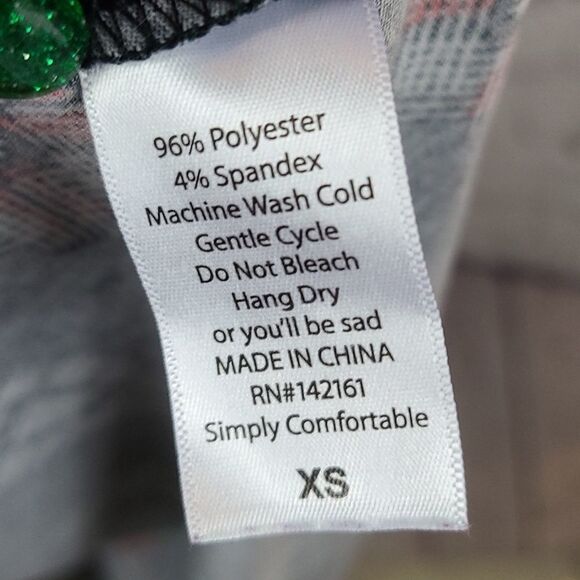 96% Polyester
4% Spandex
Machine Wash Cold
Gentle Cycle
Do Not Bleach
Hang Dry
or you'll be sad
MADE IN CHINA
RN#142161
Simply Comfortable
XS